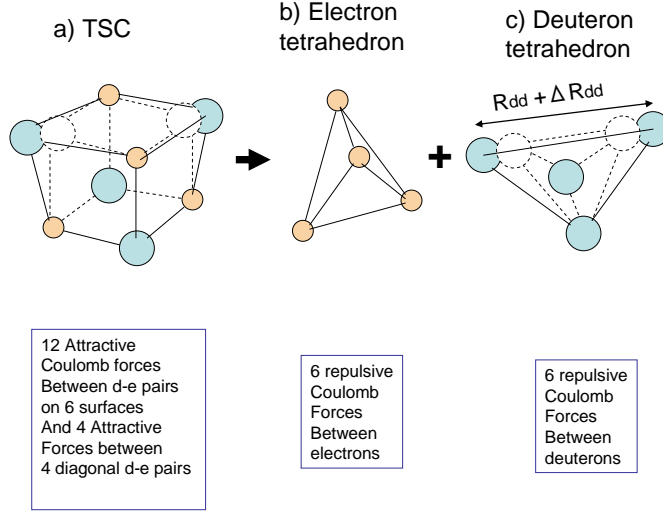 a) TSC
b) Electron
tetrahedron
c) Deuteron
tetrahedron
Rdd + Δ Rdd
12 Attractive
Coulomb forces
Between d-e pairs
on 6 surfaces
And 4 Attractive
Forces between
4 diagonal d-e pairs
6 repulsive
Coulomb
Forces
Between
electrons
6 repulsive
Coulomb
Forces
Between
deuterons